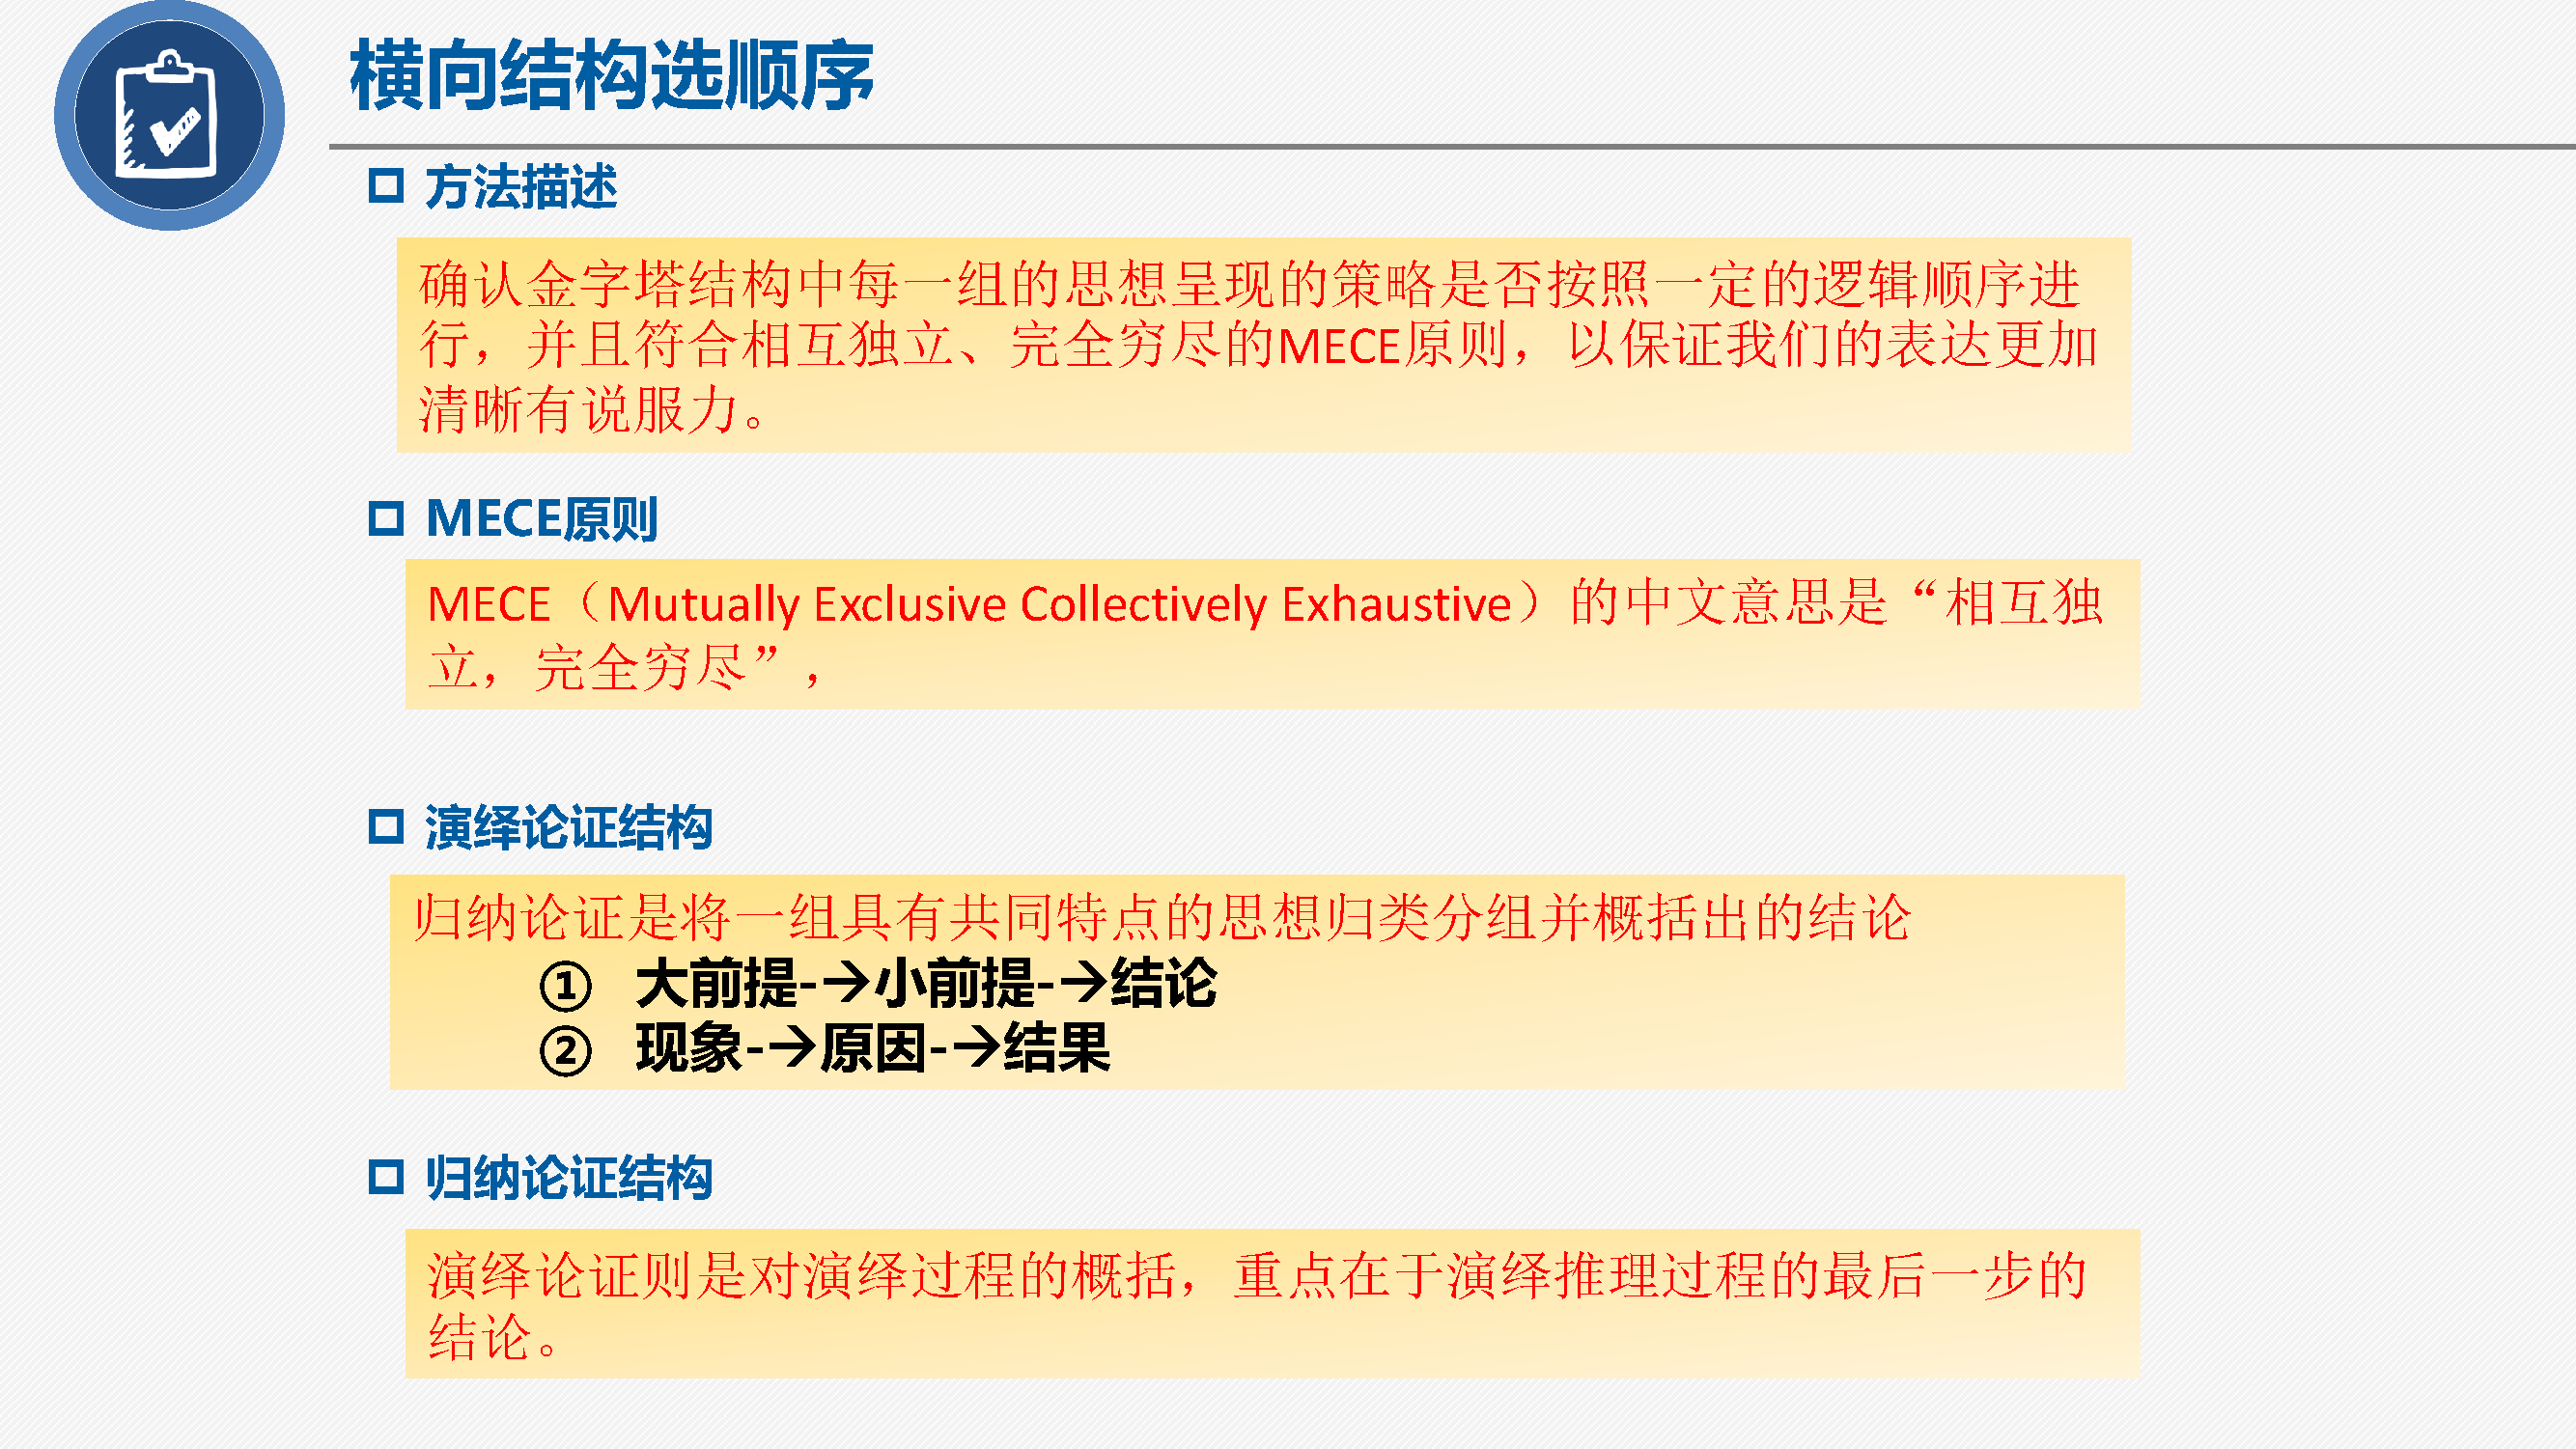 横向结构选顺序
方法描述
确认金字塔结构中每一组的思想呈现的策略是否按照一定的逻辑顺序进
行，并且符合相互独立、完全穷尽的MECE原则，以保证我们的表达更加
清晰有说服力。
MECE原则
MECE（Mutually Exclusive Collectively Exhaustive）的中文意思是“相互独
立，完全穷尽”，
演绎论证结构
归纳论证是将一组具有共同特点的思想归类分组并概括出的结论
① 大前提-→小前提-→结论
② 现象-→原因-→结果
归纳论证结构
演绎论证则是对演绎过程的概括，重点在于演绎推理过程的最后一步的
结论。